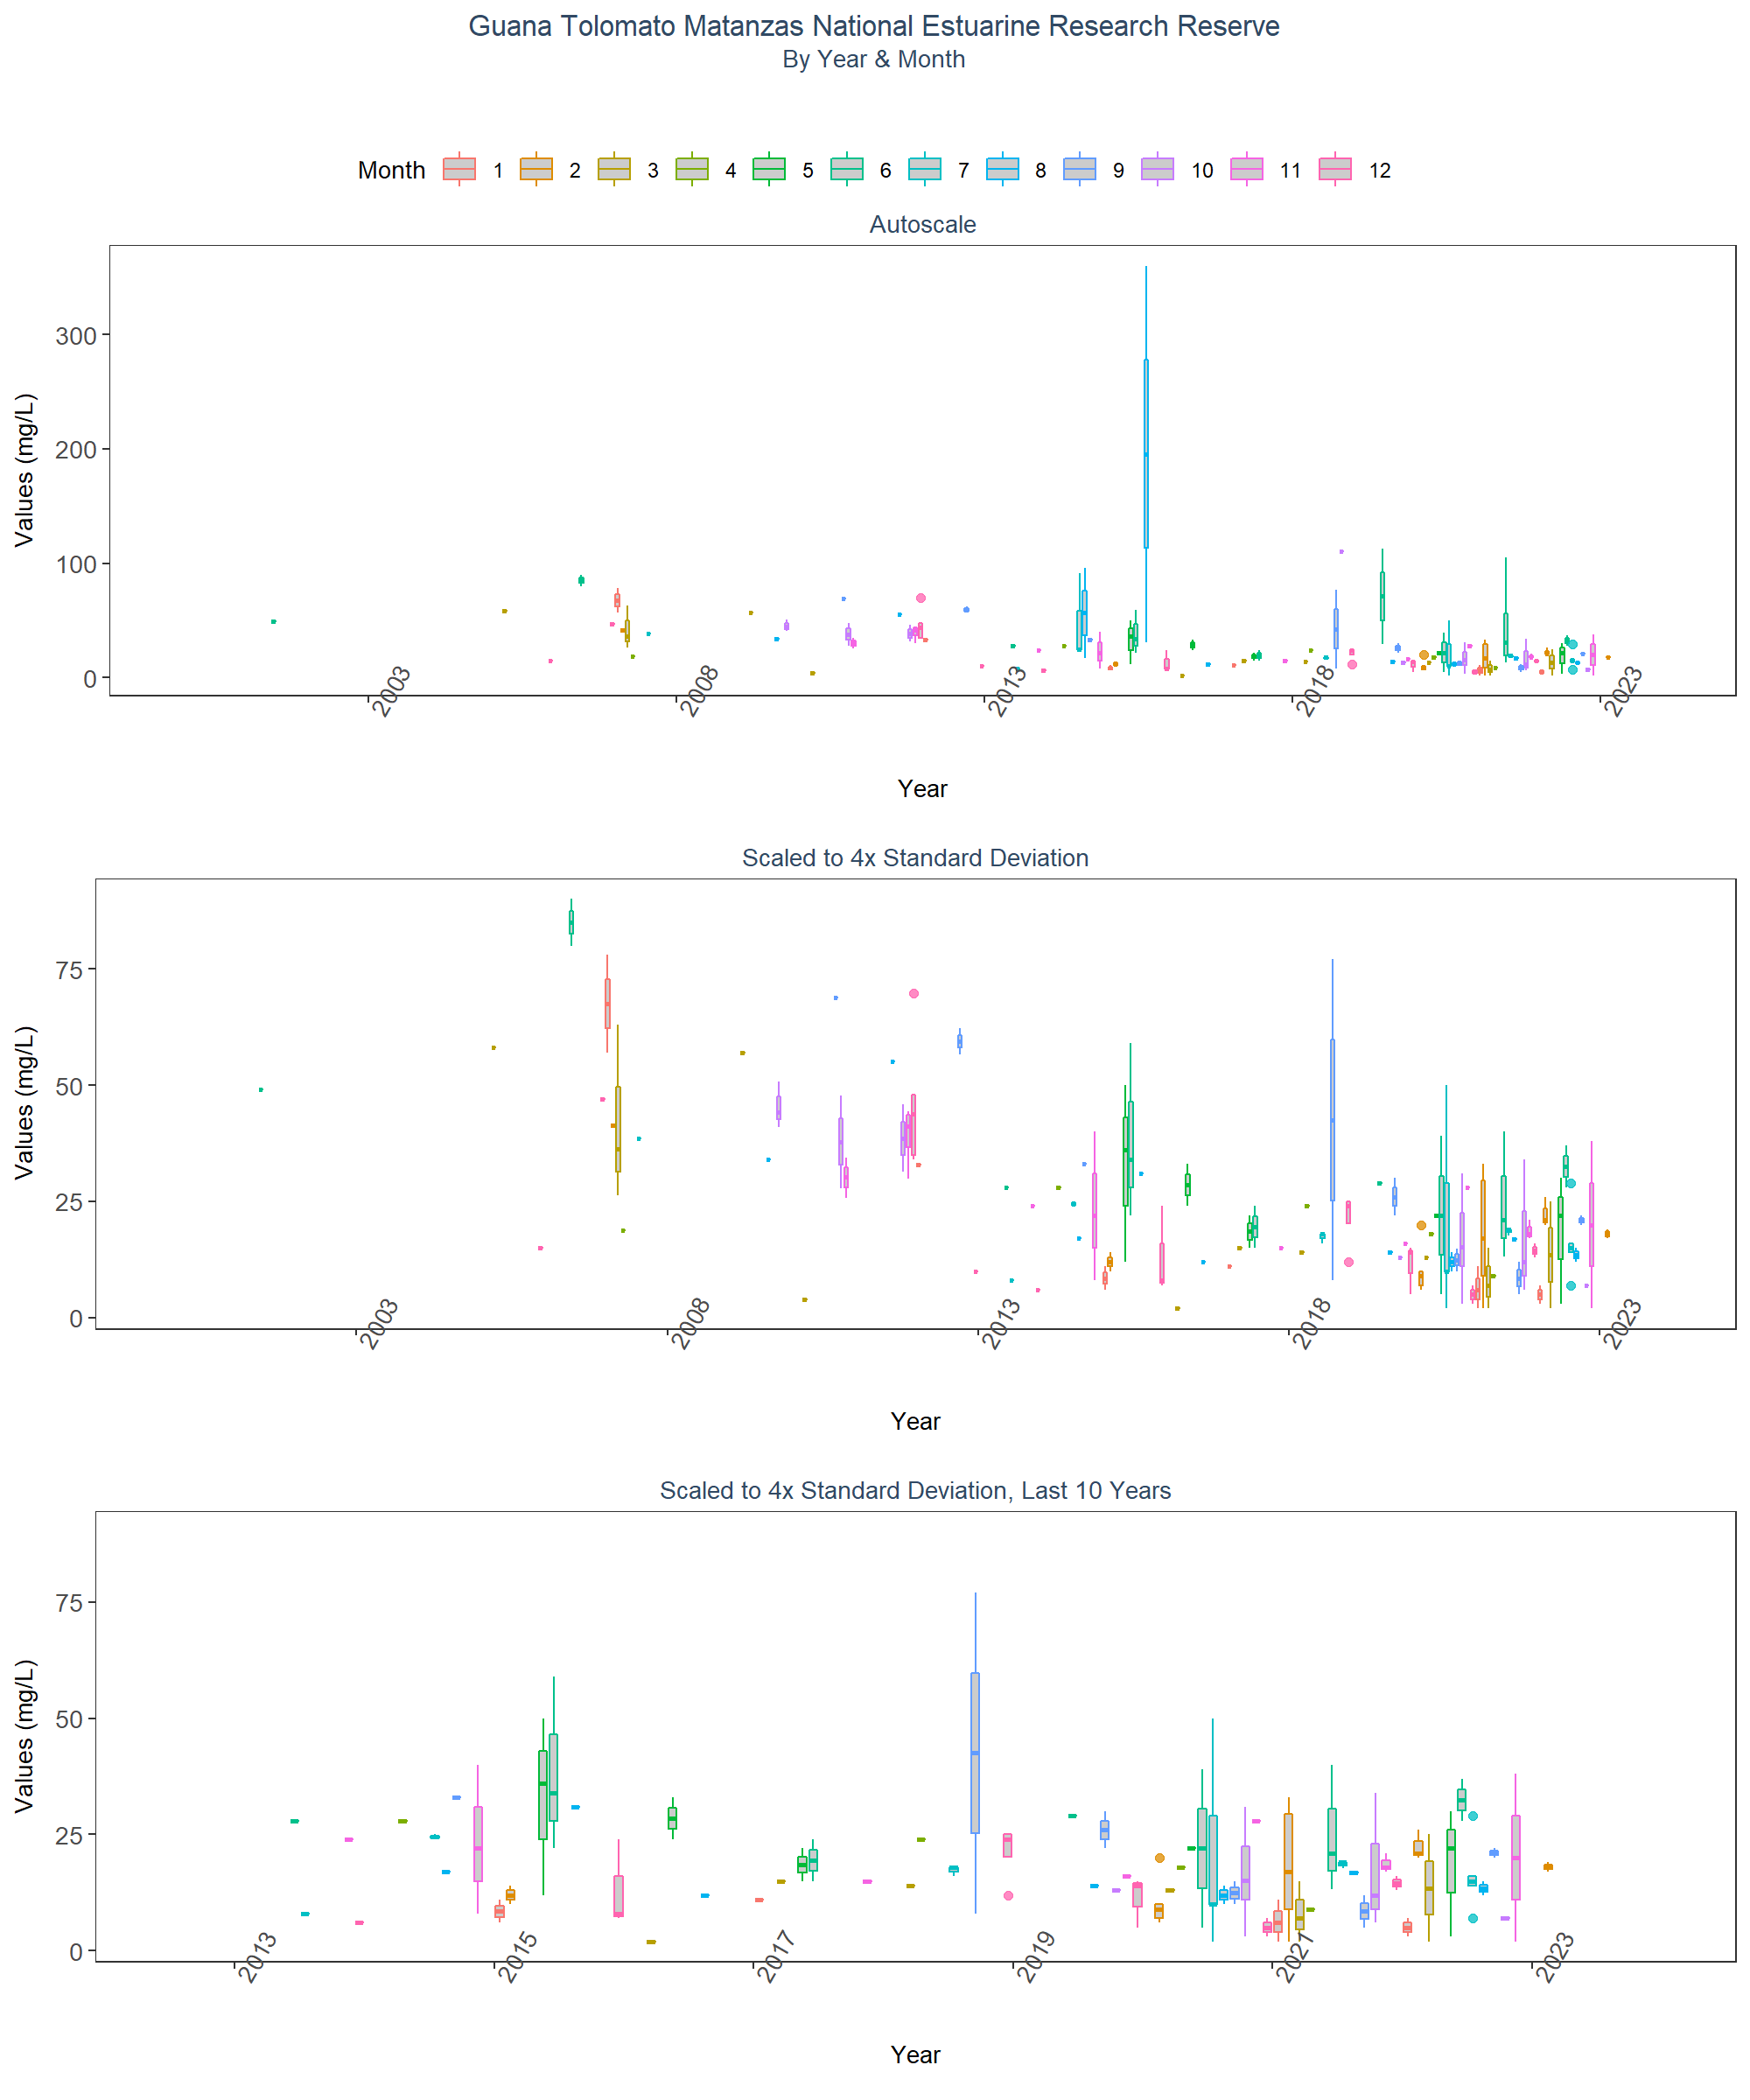 Guana Tolomato Matanzas National Estuarine Research Reserve
By Year & Month
Month 1 2 3 4 5 6 7 8 9 10 11 12
Autoscale
Values (mg/L)
300
200
100
0
2003 2008 2013 2018 2023
Year
Scaled to 4x Standard Deviation
Values (mg/L)
75
50
25
0
2003 2008 2013 2018 2023
Year
Scaled to 4x Standard Deviation, Last 10 Years
Values (mg/L)
75
50
25
0
2013 2015 2017 2019 2021 2023
Year